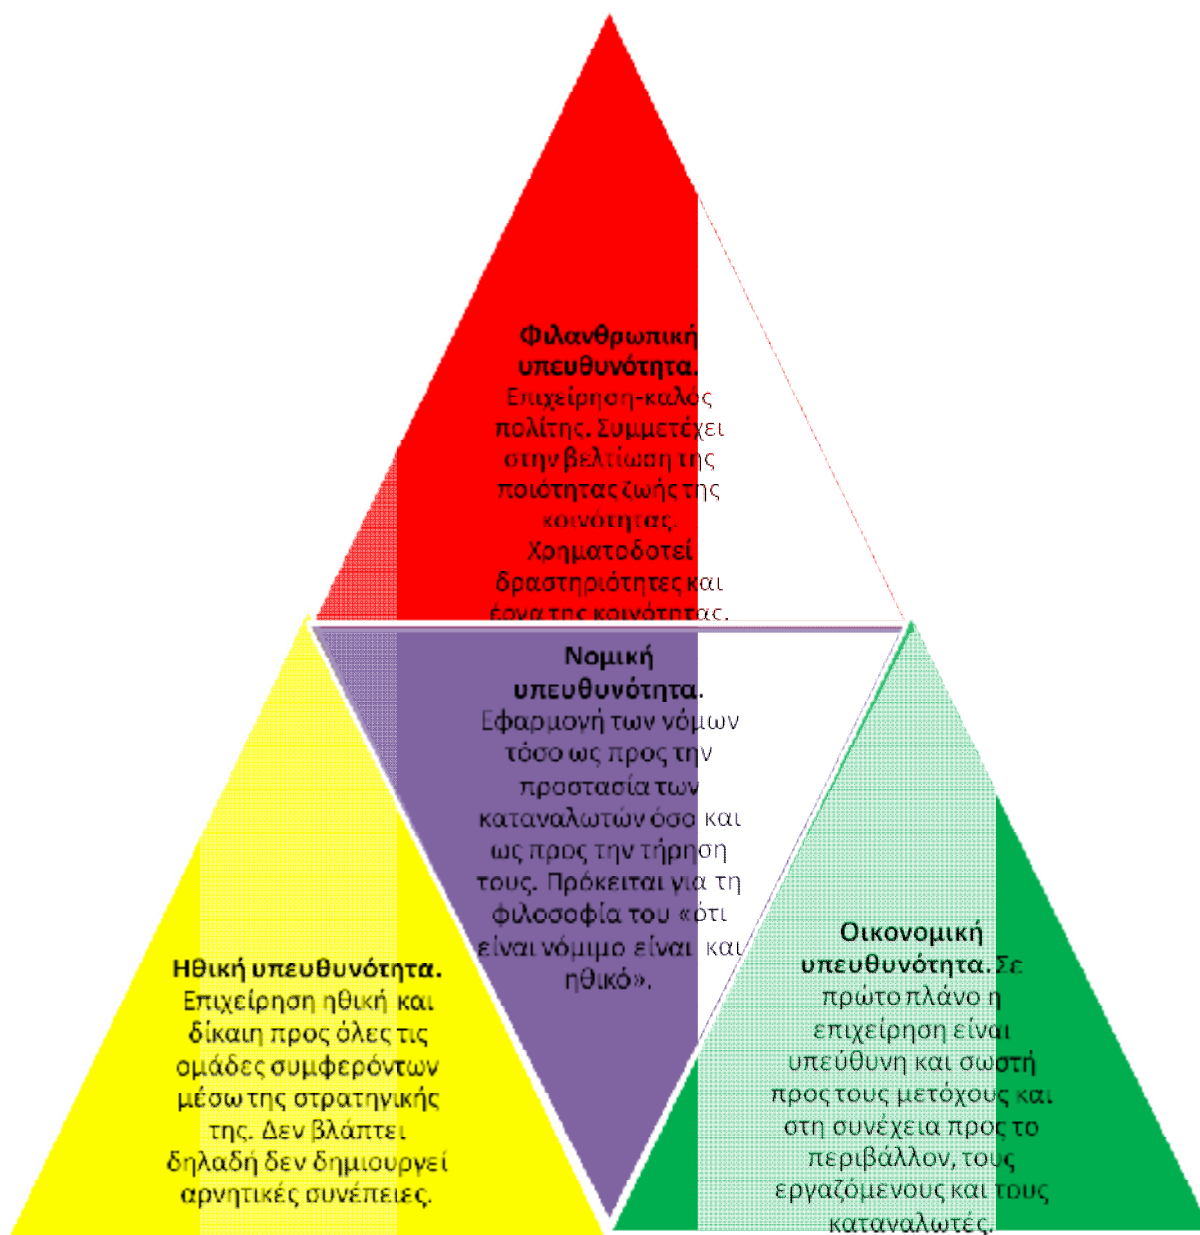 Φιλανθρωπική
υπευθυνότητα.
Επιχείρηση-καλός
πολίτης. Συμμετέχει
στην βελτίωση της
ποιότητας ζωής της
κοινότητας.
Χρηματοδοτεί
δραστηριότητες και
έργα της κοινότητας.
Νομική
υπευθυνότητα.
Εφαρμογή των νόμων
τόσο ως προς την
προστασία των
καταναλωτών όσο και
ως προς την τήρηση
τους. Πρόκειται για τη
φιλοσοφία του «ότι
είναι νόμιμο είναι και
ηθικό».
Ηθική υπευθυνότητα.
Επιχείρηση ηθική και
δίκαιη προς όλες τις
ομάδες συμφερόντων
μέσω της στρατηγικής
της. Δεν βλάπτει
δηλαδή δεν δημιουργεί
αρνητικές συνέπειες.
Οικονομική
υπευθυνότητα. Σε
πρώτο πλάνο η
επιχείρηση είναι
υπεύθυνη και σωστή
προς τους μετόχους και
στη συνέχεια προς το
περιβάλλον, τους
εργαζόμενους και τους
καταναλωτές.